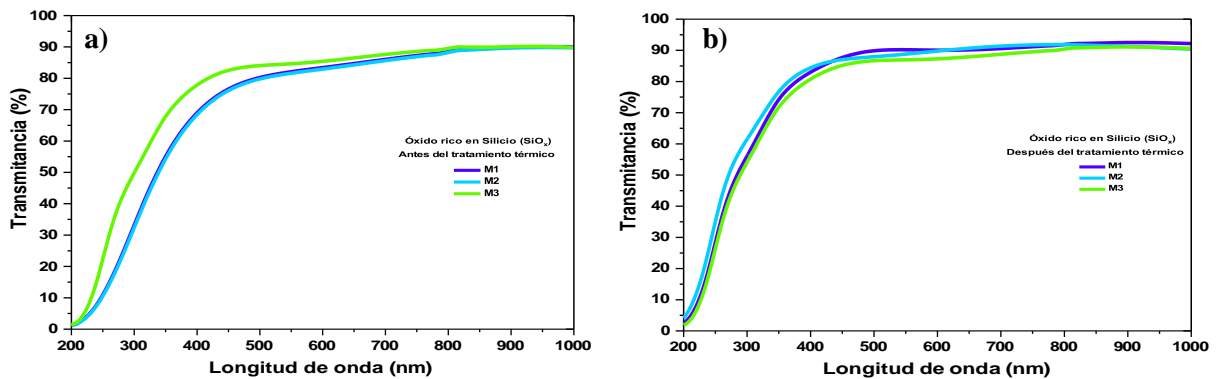 a)
100
90
80
70
60
50
40
30
20
10
0
Transmitancia (%)
Óxido rico en Silicio (SiOₓ)
Antes del tratamiento térmico
M1
M2
M3
200 300 400 500 600 700 800 900 1000
Longitud de onda (nm)
b)
100
90
80
70
60
50
40
30
20
10
0
Transmitancia (%)
Óxido rico en Silicio (SiOₓ)
Después del tratamiento térmico
M1
M2
M3
200 300 400 500 600 700 800 900 1000
Longitud de onda (nm)